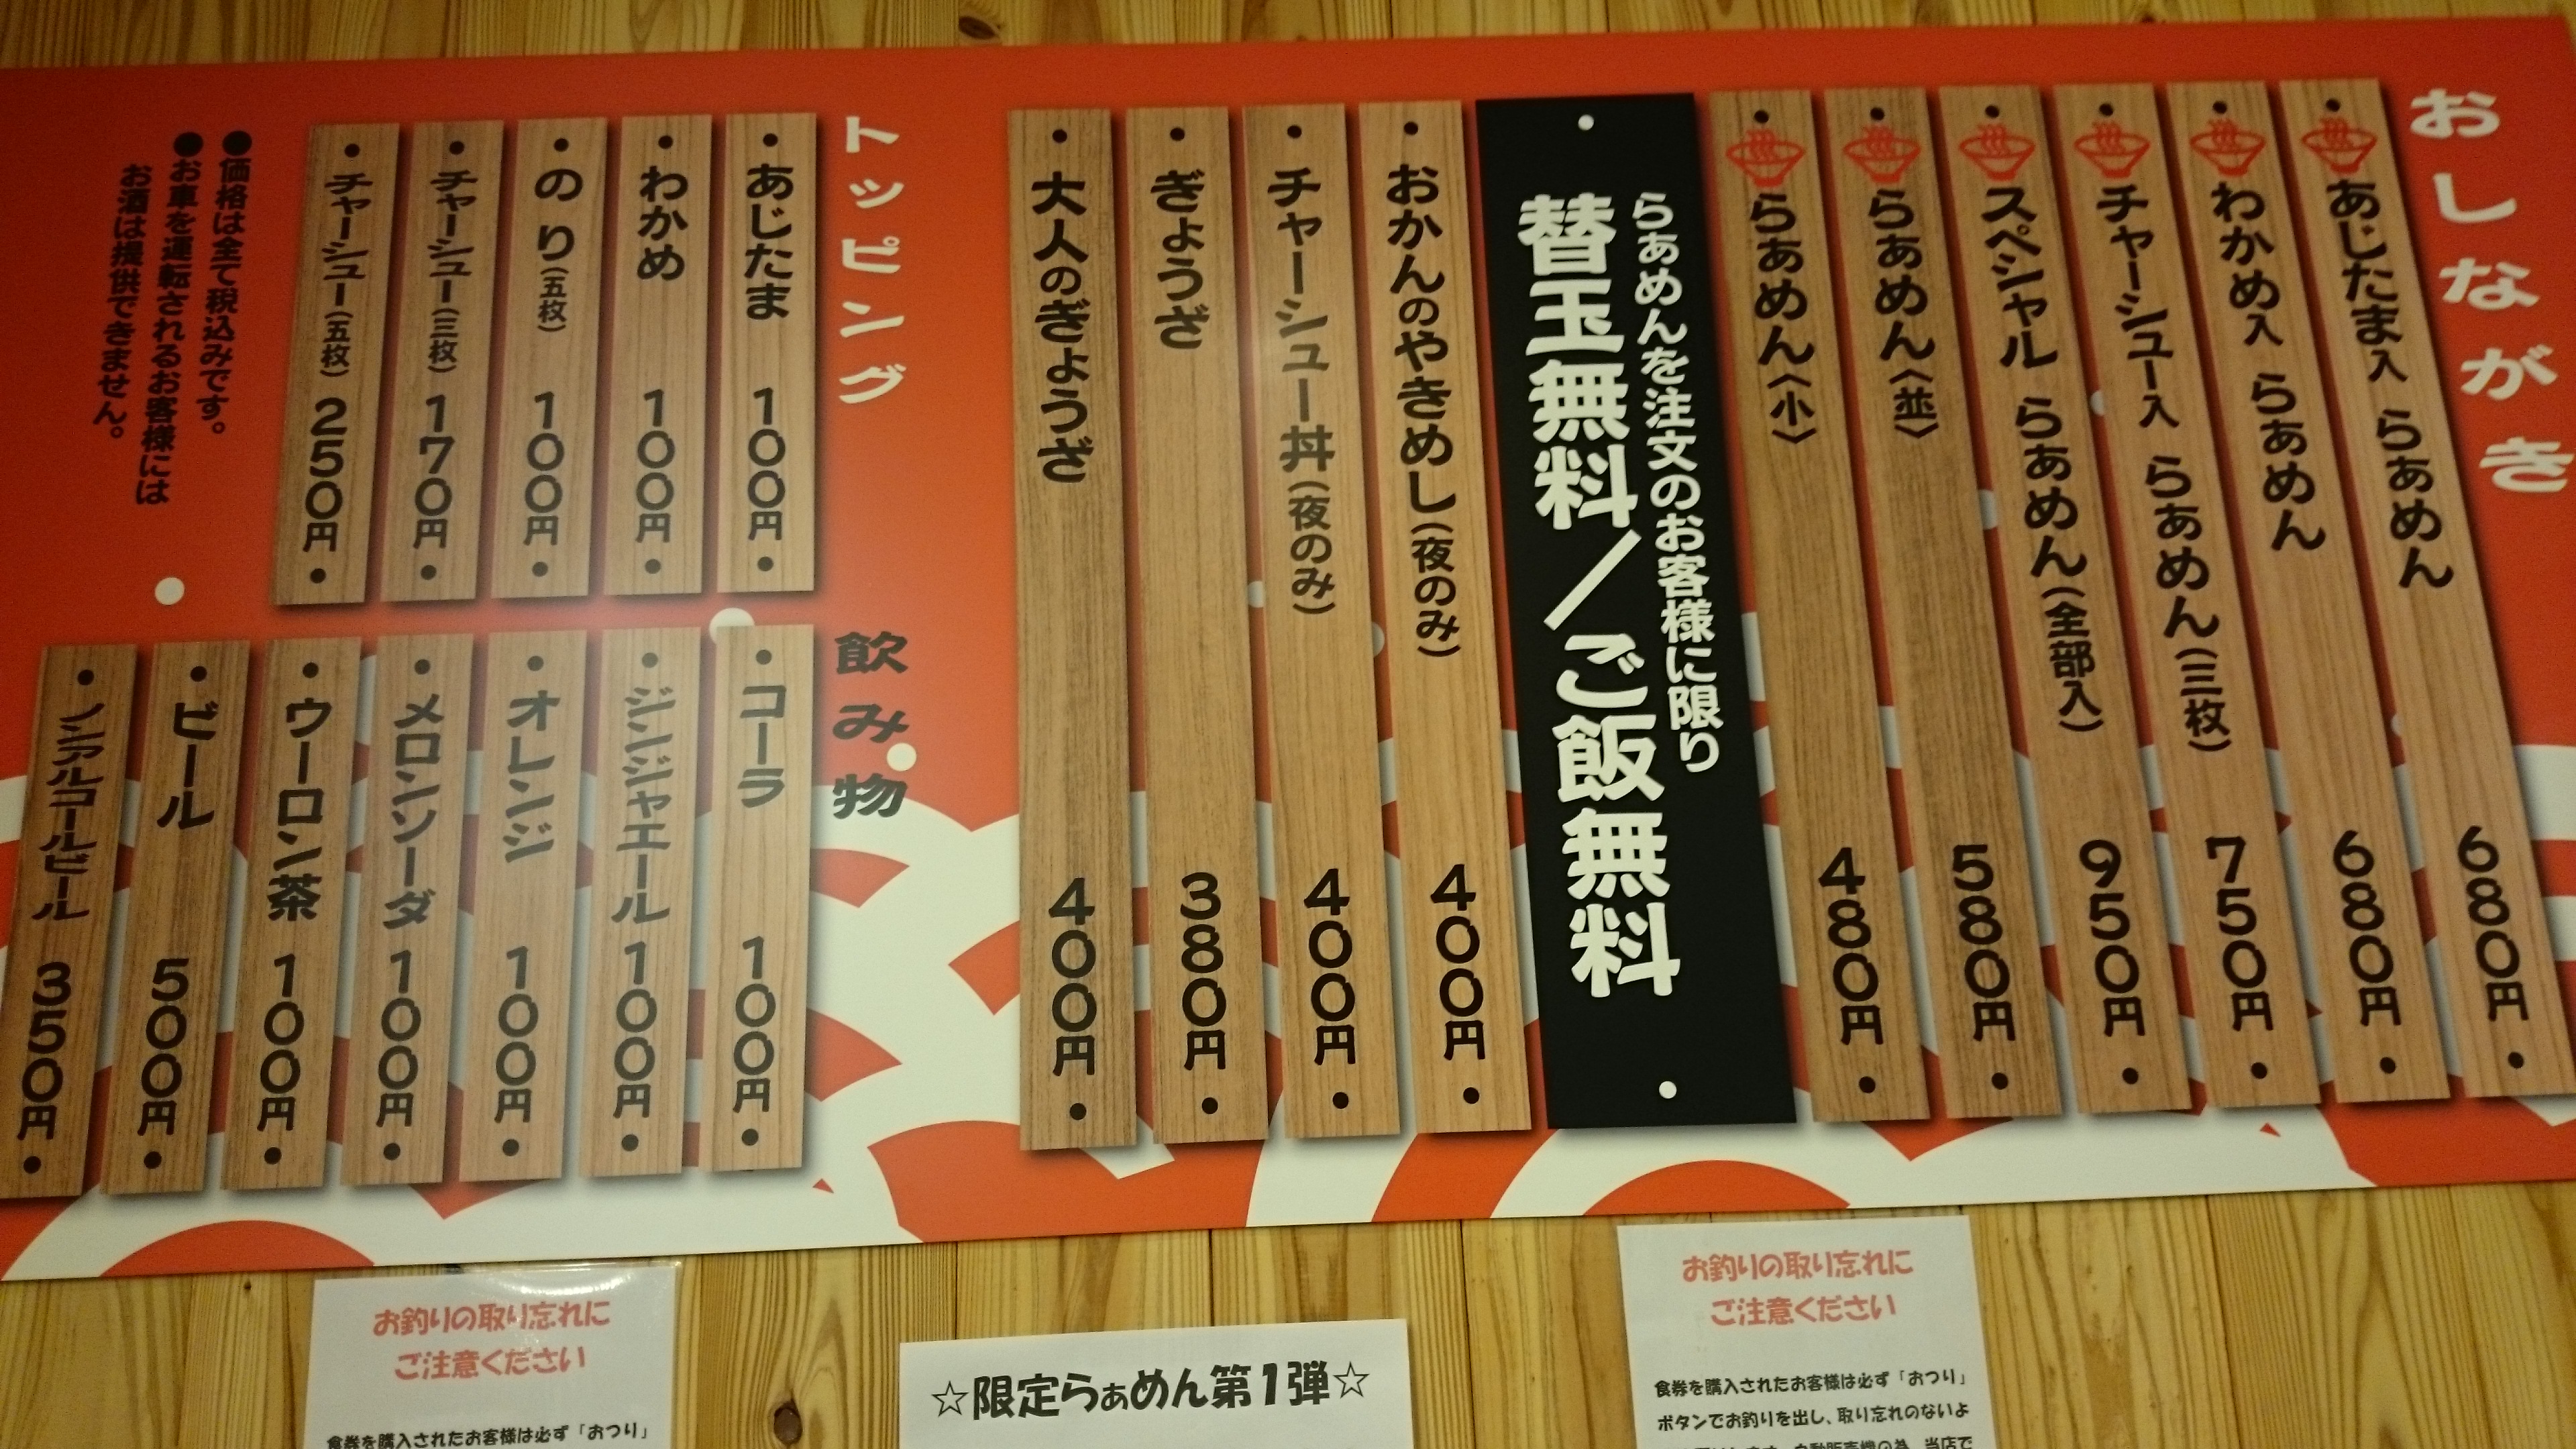 おしながき
あじたま入 らぁめん 680円
わかめ入 らぁめん 680円
チャーシュー入 らぁめん(三枚) 750円
スペシャル らぁめん(全部入) 950円
らぁめん〈並〉 580円
らぁめん〈小〉 480円
らぁめんを注文のお客様に限り
替玉無料/ご飯無料
おかんのやきめし(夜のみ) 400円
チャーシュー丼(夜のみ) 400円
ぎょうざ 380円
大人のぎょうざ 400円
トッピング
あじたま 100円
わかめ 100円
のり(五枚) 100円
チャーシュー(三枚) 170円
チャーシュー(五枚) 250円
●価格は全て税込みです。
●お車を運転されるお客様には
お酒は提供できません。
飲み物
コーラ 100円
ジンジャエール 100円
オレンジ 100円
メロンソーダ 100円
ウーロン茶 100円
ビール 500円
ノンアルコールビール 350円
お釣りの取り忘れに
ご注意ください
食券を購入されたお客様は必ず「おつり」
☆限定らぁめん第1弾☆
お釣りの取り忘れに
ご注意ください
食券を購入されたお客様は必ず「おつり」
ボタンでお釣りを出し、取り忘れのないよ
自動販売機の為、当店で